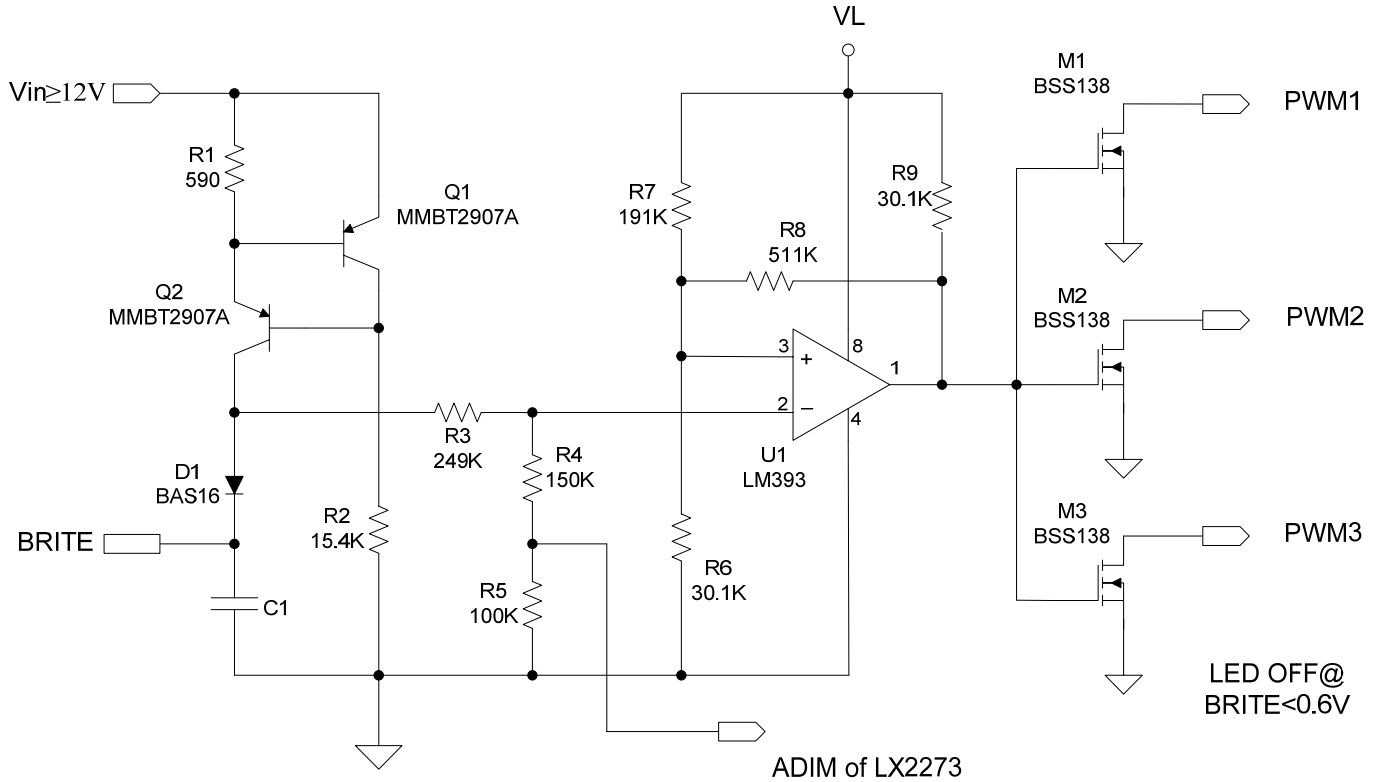 VL
M1
BSS138
Vin≥12V
PWM1
R1
590
Q1
MMBT2907A
R7
191K
R9
30.1K
R8
511K
Q2
MMBT2907A
M2
BSS138
PWM2
3
+
8
1
2
–
4
R3
249K
R4
150K
U1
LM393
D1
BAS16
R2
15.4K
M3
BSS138
PWM3
BRITE
R6
30.1K
R5
100K
C1
LED OFF@
BRITE<0.6V
ADIM of LX2273